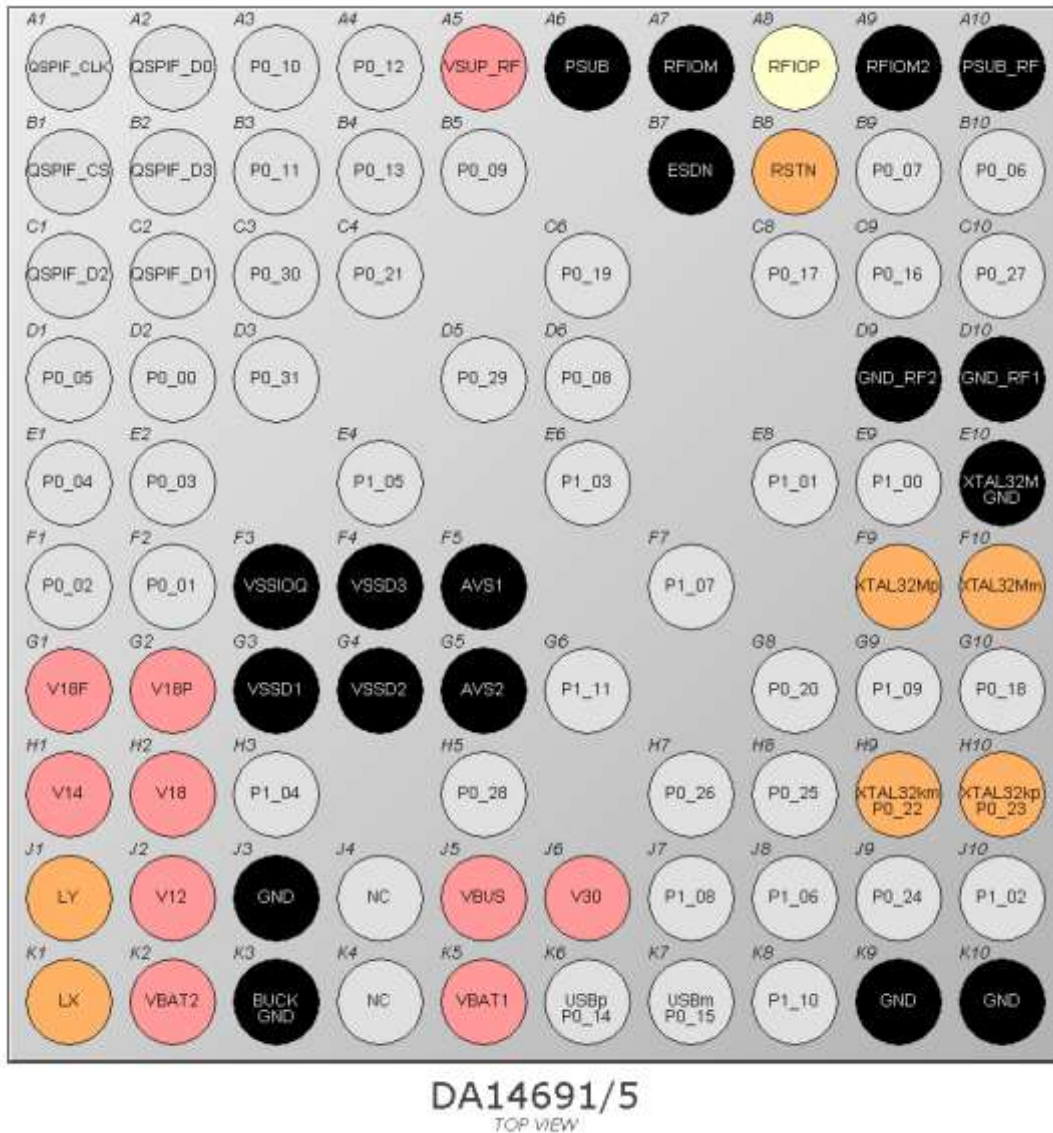 A1 A2 A3 A4 A5 A6 A7 A8 A9 A10
QSPIF_CLK QSPIF_D0 P0_10 P0_12 VSUP_RF PSUB RFIOM RFIOP RFIOM2 PSUB_RF
B1 B2 B3 B4 B5 B7 B8 B9 B10
QSPIF_CS QSPIF_D3 P0_11 P0_13 P0_09 ESDN RSTN P0_07 P0_06
C1 C2 C3 C4 C6 C8 C9 C10
QSPIF_D2 QSPIF_D1 P0_30 P0_21 P0_19 P0_17 P0_16 P0_27
D1 D2 D3 D5 D6 D9 D10
P0_05 P0_00 P0_31 P0_29 P0_08 GND_RF2 GND_RF1
E1 E2 E4 E6 E8 E9 E10
P0_04 P0_03 P1_05 P1_03 P1_01 P1_00 XTAL32M
GND
F1 F2 F3 F4 F5 F7 F9 F10
P0_02 P0_01 VSSIOQ VSSD3 AVS1 P1_07 XTAL32Mp XTAL32Mm
G1 G2 G3 G4 G5 G6 G8 G9 G10
V18F V18P VSSD1 VSSD2 AVS2 P1_11 P0_20 P1_09 P0_18
H1 H2 H3 H5 H7 H8 H9 H10
V14 V18 P1_04 P0_28 P0_26 P0_25 XTAL32km XTAL32kp
P0_22 P0_23
J1 J2 J3 J4 J5 J6 J7 J8 J9 J10
LY V12 GND NC VBUS V30 P1_08 P1_06 P0_24 P1_02
K1 K2 K3 K4 K5 K6 K7 K8 K9 K10
LX VBAT2 BUCK NC VBAT1 USBp USBm P1_10 GND GND
GND P0_14 P0_15
DA14691/5
TOP VIEW